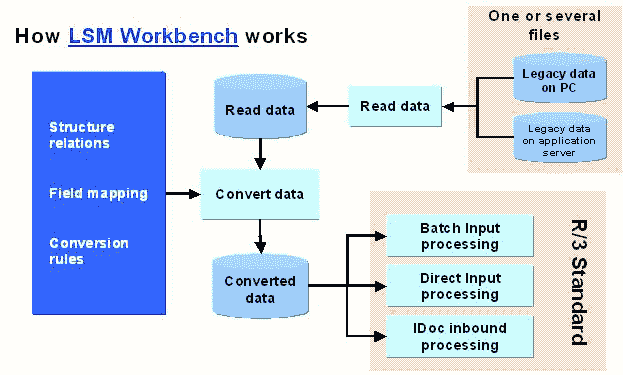 How LSM Workbench works
One or several
files
Legacy data
on PC
Legacy data
on application
server
Read data
Read data
Structure
relations
Field mapping
Conversion
rules
Convert data
Converted
data
Batch Input
processing
Direct Input
processing
IDoc inbound
processing
R/3 Standard